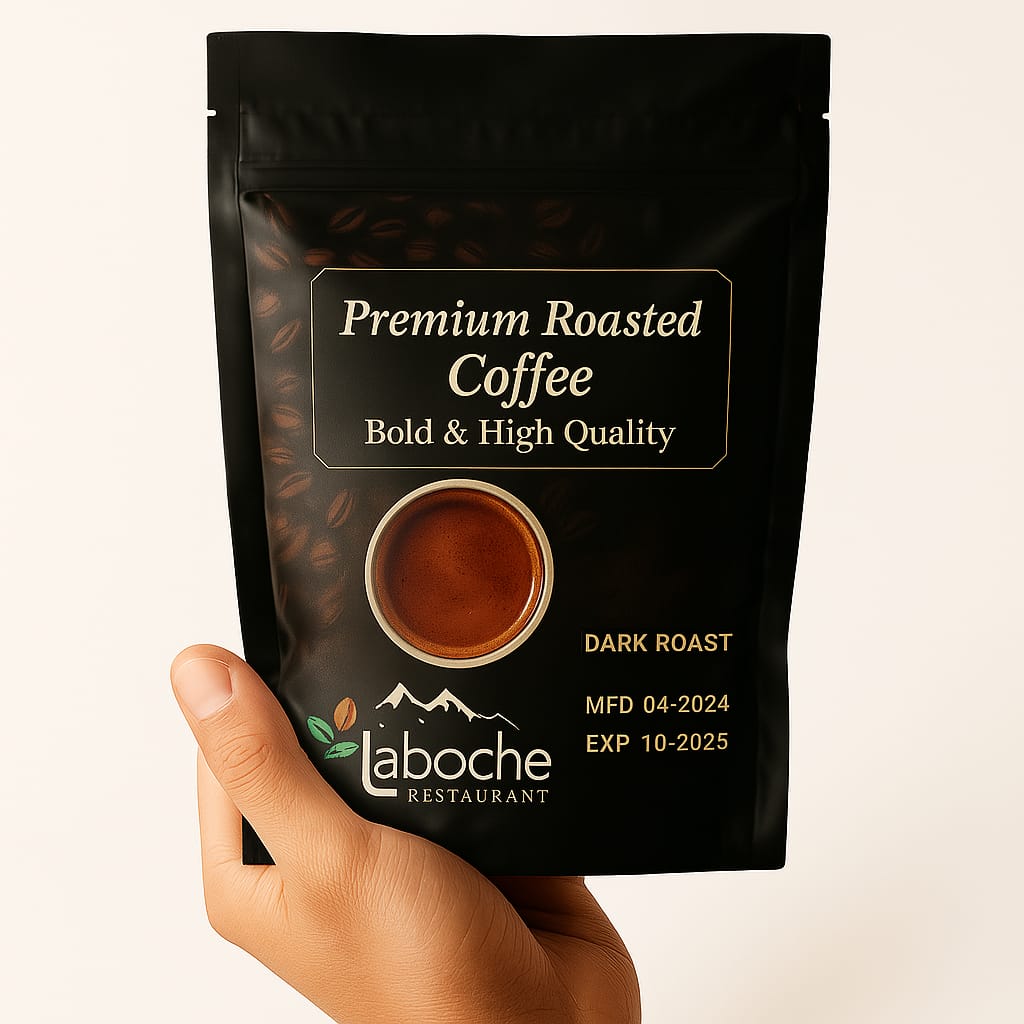 Premium Roasted
Coffee
Bold & High Quality
DARK ROAST
MFD 04-2024
EXP 10-2025
Laboche
RESTAURANT